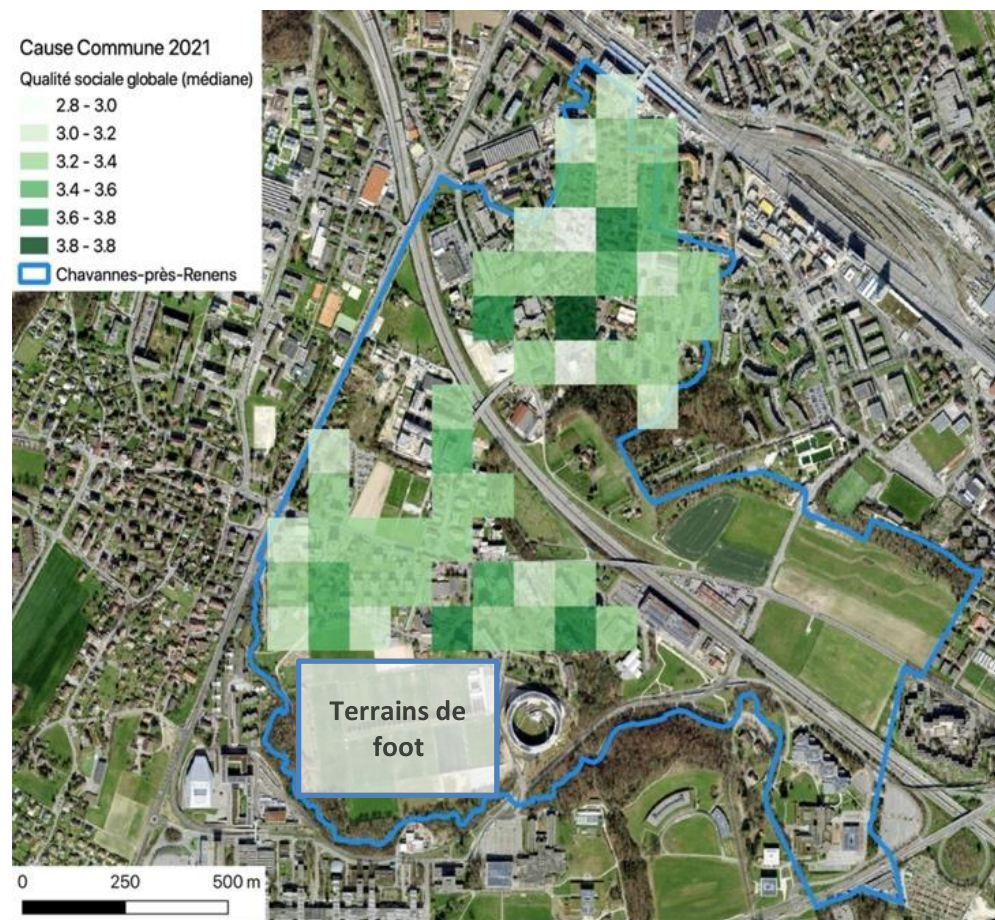 Cause Commune 2021
Qualité sociale globale (médiane)
2.8 - 3.0
3.0 - 3.2
3.2 - 3.4
3.4 - 3.6
3.6 - 3.8
3.8 - 3.8
Chavannes-près-Renens
Terrains de
foot
0 250 500 m